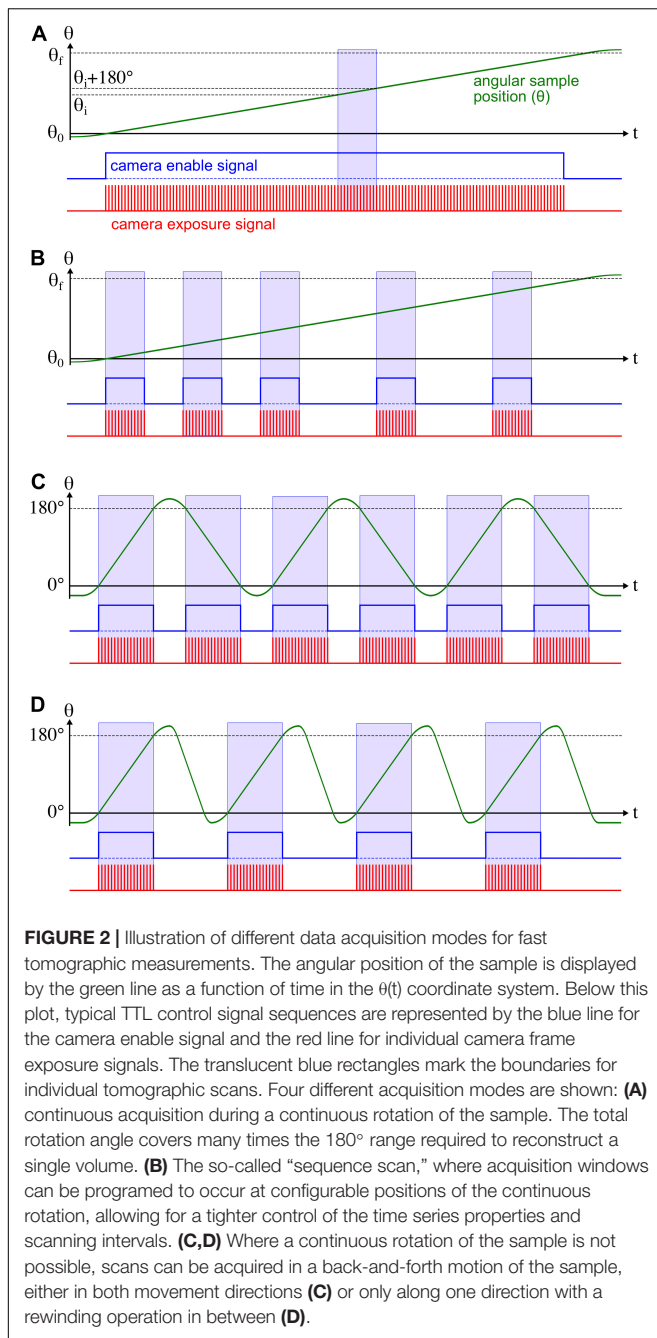 A
θ
θf
θi+180°
θi
θ0
angular sample
position (θ)
t
camera enable signal
camera exposure signal
B
θ
θf
θ0
t
C
θ
180°
0°
t
D
θ
180°
0°
t
FIGURE 2 | Illustration of different data acquisition modes for fast
tomographic measurements. The angular position of the sample is displayed
by the green line as a function of time in the θ(t) coordinate system. Below this
plot, typical TTL control signal sequences are represented by the blue line for
the camera enable signal and the red line for individual camera frame
exposure signals. The translucent blue rectangles mark the boundaries for
individual tomographic scans. Four different acquisition modes are shown: (A)
continuous acquisition during a continuous rotation of the sample. The total
rotation angle covers many times the 180° range required to reconstruct a
single volume. (B) The so-called “sequence scan,” where acquisition windows
can be programed to occur at configurable positions of the continuous
rotation, allowing for a tighter control of the time series properties and
scanning intervals. (C,D) Where a continuous rotation of the sample is not
possible, scans can be acquired in a back-and-forth motion of the sample,
either in both movement directions (C) or only along one direction with a
rewinding operation in between (D).